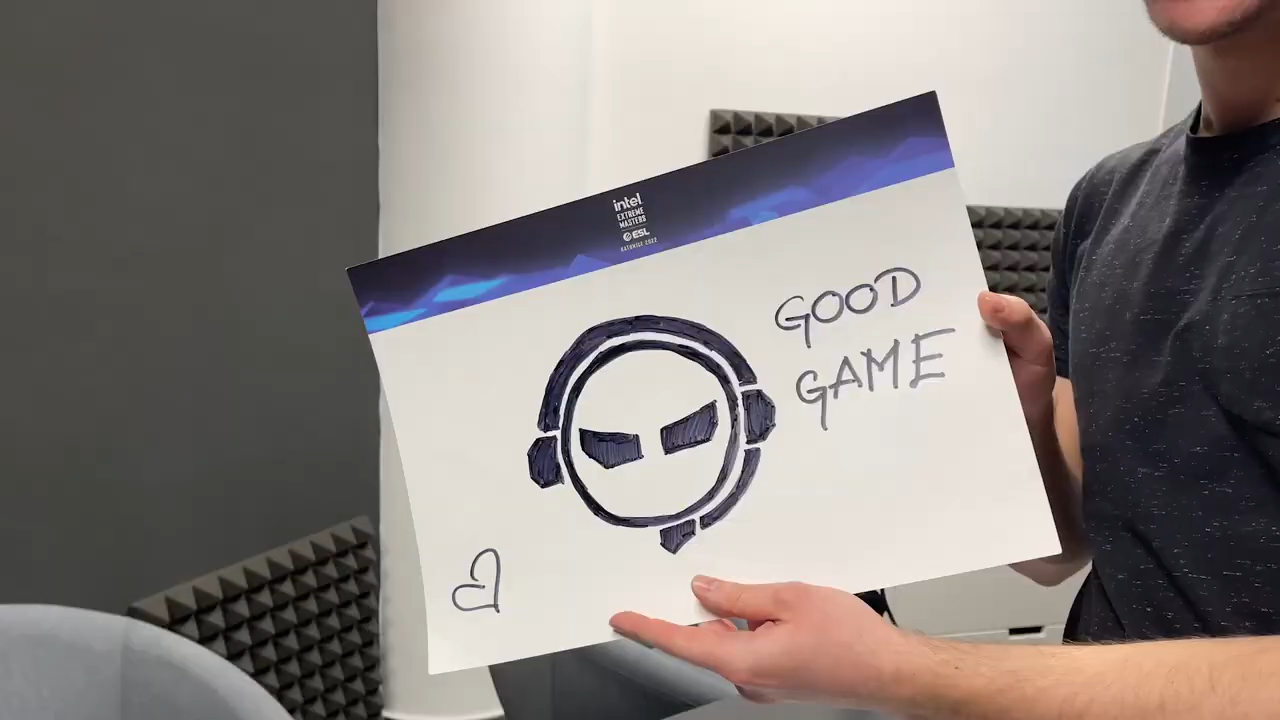 intel
EXTREME
MASTERS
ESL
KATOWICE 2022
GOOD
GAME